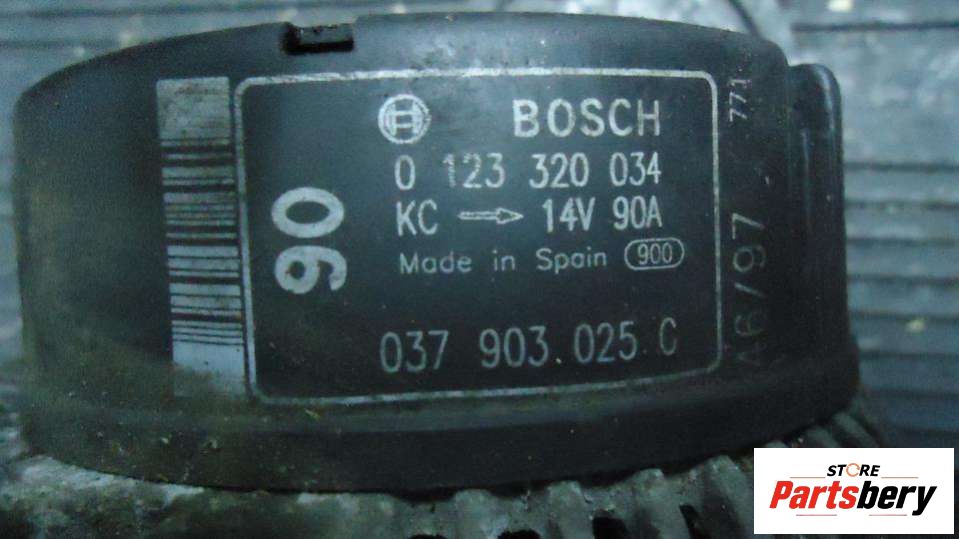 BOSCH
0 123 320 034
KC → 14V 90A
Made in Spain 900
037 903 025 C
90
771
A6/97
STORE
Partsbery